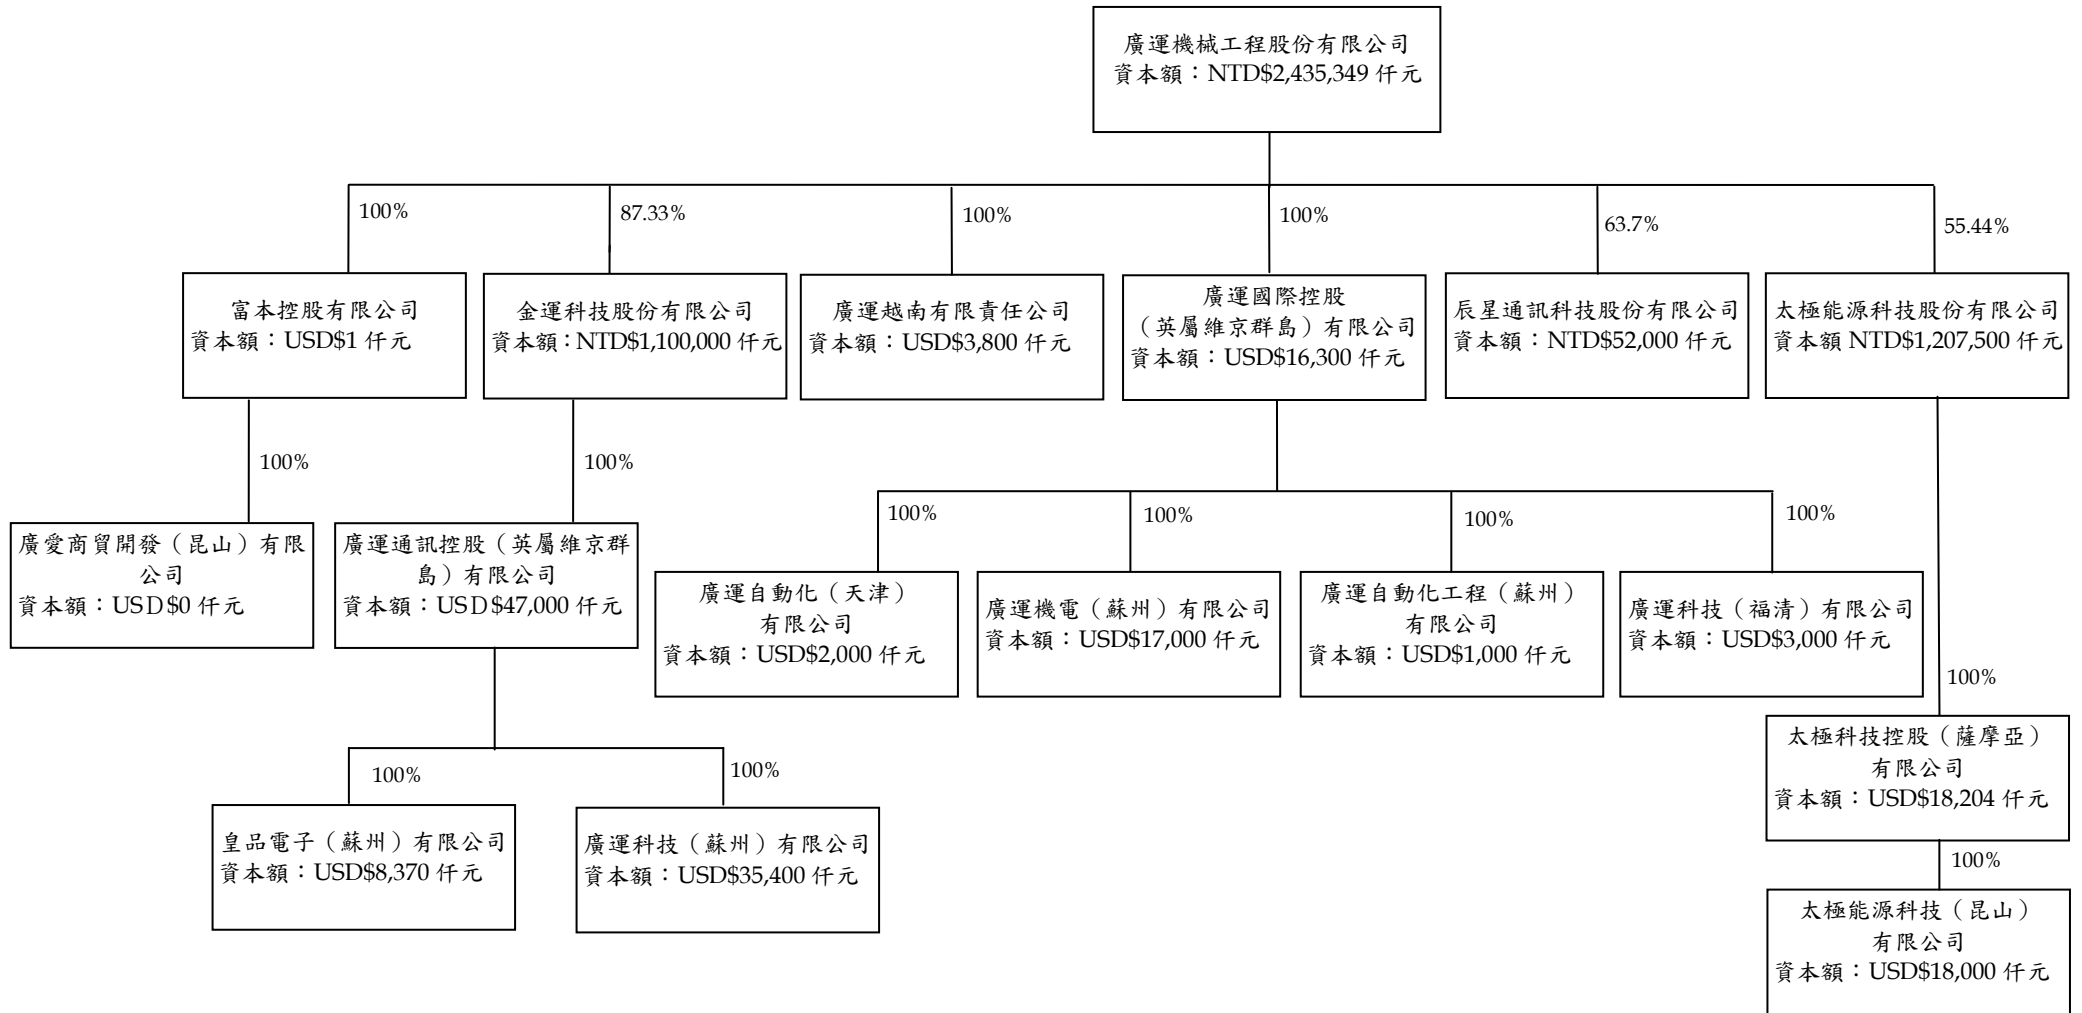 廣運機械工程股份有限公司
資本額：NTD$2,435,349 仟元
100%
87.33%
100%
100%
63.7%
55.44%
富本控股有限公司
資本額：USD$1 仟元
金運科技股份有限公司
資本額：NTD$1,100,000 仟元
廣運越南有限責任公司
資本額：USD$3,800 仟元
廣運國際控股
（英屬維京群島）有限公司
資本額：USD$16,300 仟元
辰星通訊科技股份有限公司
資本額：NTD$52,000 仟元
太極能源科技股份有限公司
資本額 NTD$1,207,500 仟元
100%
100%
100%
100%
100%
100%
廣愛商貿開發（昆山）有限
公司
資本額：USD$0 仟元
廣運通訊控股（英屬維京群
島）有限公司
資本額：USD$47,000 仟元
廣運自動化（天津）
有限公司
資本額：USD$2,000 仟元
廣運機電（蘇州）有限公司
資本額：USD$17,000 仟元
廣運自動化工程（蘇州）
有限公司
資本額：USD$1,000 仟元
廣運科技（福清）有限公司
資本額：USD$3,000 仟元
100%
太極科技控股（薩摩亞）
有限公司
資本額：USD$18,204 仟元
100%
100%
皇品電子（蘇州）有限公司
資本額：USD$8,370 仟元
廣運科技（蘇州）有限公司
資本額：USD$35,400 仟元
100%
太極能源科技（昆山）
有限公司
資本額：USD$18,000 仟元